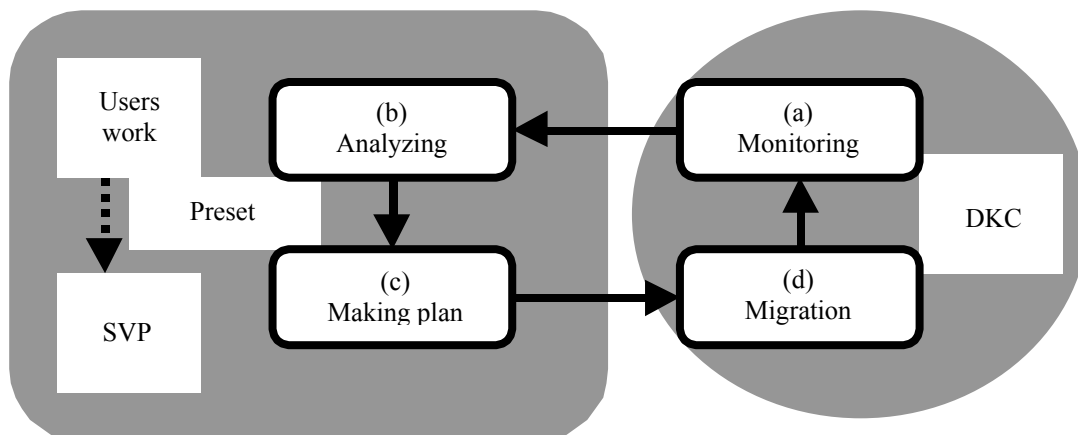 Users
work
(b)
Analyzing
(a)
Monitoring
Preset
DKC
(c)
Making plan
(d)
Migration
SVP